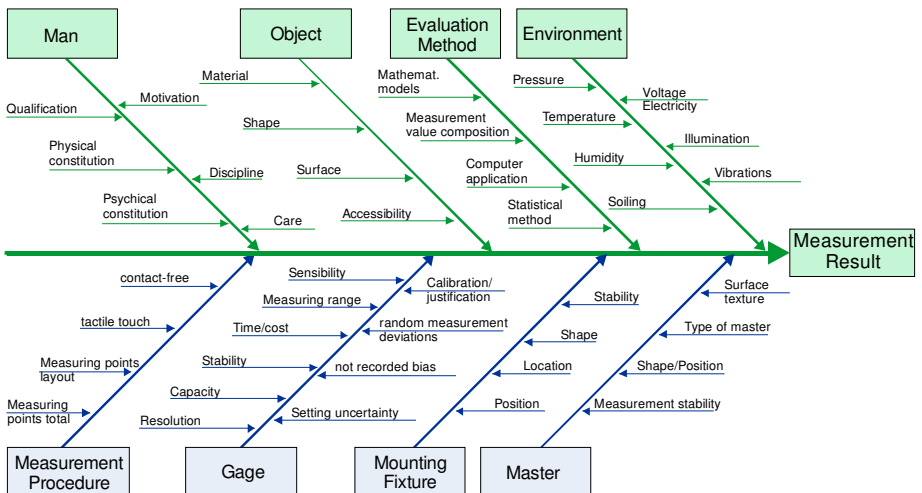 Man
Object
Evaluation
Method
Environment
Motivation
Qualification
Physical
constitution
Discipline
Psychical
constitution
Care
Material
Shape
Surface
Accessibility
Mathemat.
models
Measurement
value composition
Computer
application
Statistical
method
Pressure
Voltage
Electricity
Temperature
Illumination
Humidity
Vibrations
Soiling
Measurement
Result
contact-free
tactile touch
Measuring points
layout
Measuring
points total
Sensibility
Calibration/
justification
Measuring range
random measurement
deviations
Time/cost
Stability
not recorded bias
Capacity
Setting uncertainty
Resolution
Stability
Shape
Location
Position
Surface
texture
Type of master
Shape/Position
Measurement stability
Measurement
Procedure
Gage
Mounting
Fixture
Master